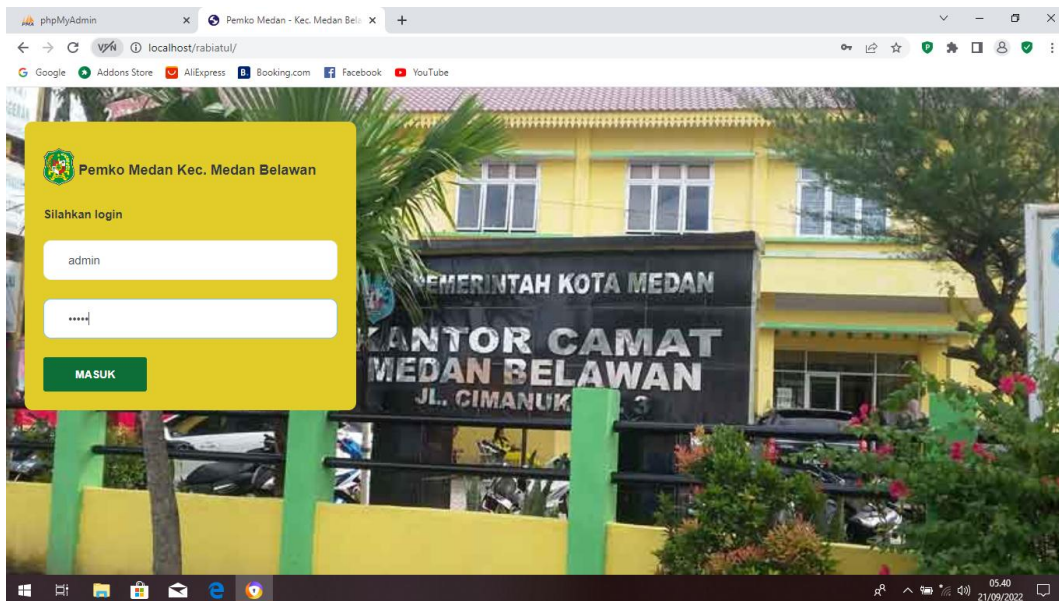 phpMyAdmin
Pemko Medan - Kec. Medan Bela
VPN
localhost/rabiatul/
Google
Addons Store
AliExpress
B.
Booking.com
Facebook
YouTube
Pemko Medan Kec. Medan Belawan
Silahkan login
admin
•••••
MASUK
PEMERINTAH KOTA MEDAN
KANTOR CAMAT
MEDAN BELAWAN
JL. CIMANUK 3
05.40
21/09/2022